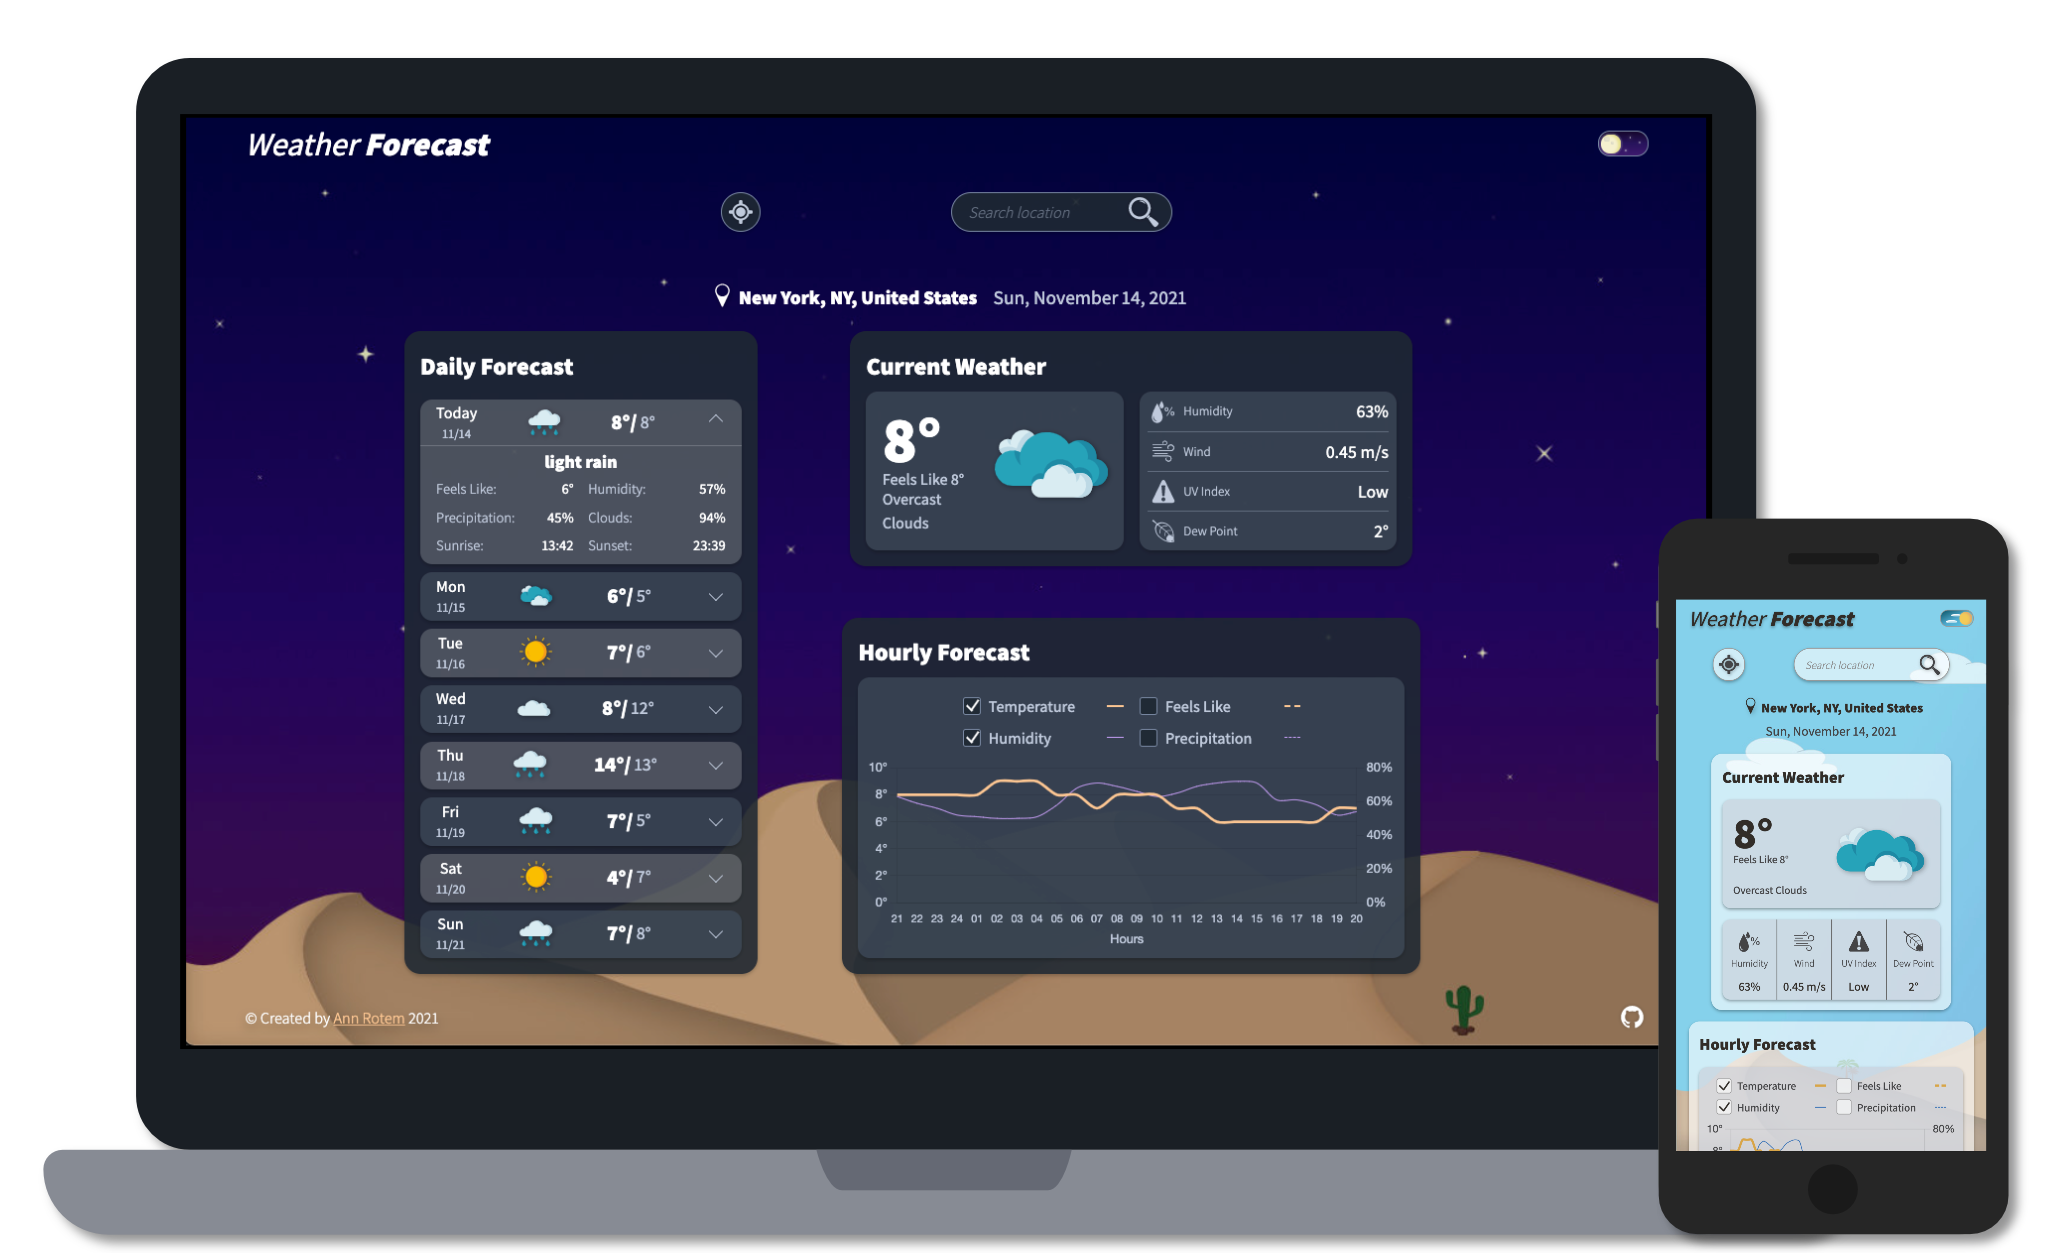 Weather Forecast
Search location
New York, NY, United States Sun, November 14, 2021
Daily Forecast
Today 8°/ 8°
11/14
light rain
Feels Like: 6° Humidity: 57%
Precipitation: 45% Clouds: 94%
Sunrise: 13:42 Sunset: 23:39
Mon 6°/ 5°
11/15
Tue 7°/ 6°
11/16
Wed 8°/ 12°
11/17
Thu 14°/ 13°
11/18
Fri 7°/ 5°
11/19
Sat 4°/ 7°
11/20
Sun 7°/ 8°
11/21
Current Weather
8°
Feels Like 8°
Overcast
Clouds
% Humidity 63%
Wind 0.45 m/s
UV Index Low
Dew Point 2°
Hourly Forecast
Temperature Feels Like
Humidity Precipitation
10° 80%
8°
60%
6°
40%
4°
20%
2°
0° 0%
21 22 23 24 01 02 03 04 05 06 07 08 09 10 11 12 13 14 15 16 17 18 19 20
Hours
© Created by Ann Rotem 2021
Weather Forecast
Search location
New York, NY, United States
Sun, November 14, 2021
Current Weather
8°
Feels Like 8°
Overcast Clouds
%
Humidity Wind UV Index Dew Point
63% 0.45 m/s Low 2°
Hourly Forecast
Temperature Feels Like
Humidity Precipitation
10° 80%
8°